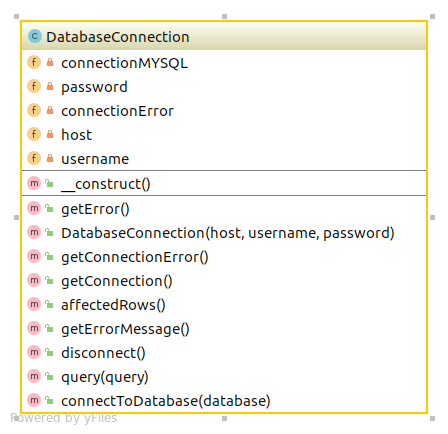 DatabaseConnection
connectionMYSQL
password
connectionError
host
username
__construct()
getError()
DatabaseConnection(host, username, password)
getConnectionError()
getConnection()
affectedRows()
getErrorMessage()
disconnect()
query(query)
connectToDatabase(database)
Powered by yFiles